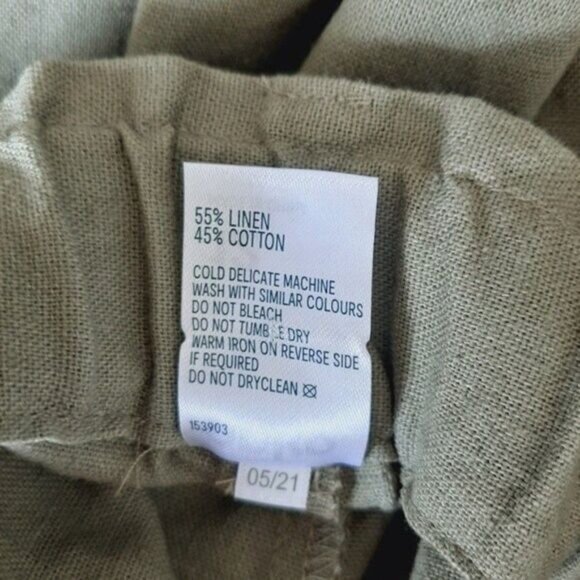 55% LINEN
45% COTTON
COLD DELICATE MACHINE
WASH WITH SIMILAR COLOURS
DO NOT BLEACH
DO NOT TUMBLE DRY
WARM IRON ON REVERSE SIDE
IF REQUIRED
DO NOT DRYCLEAN
153903
05/21